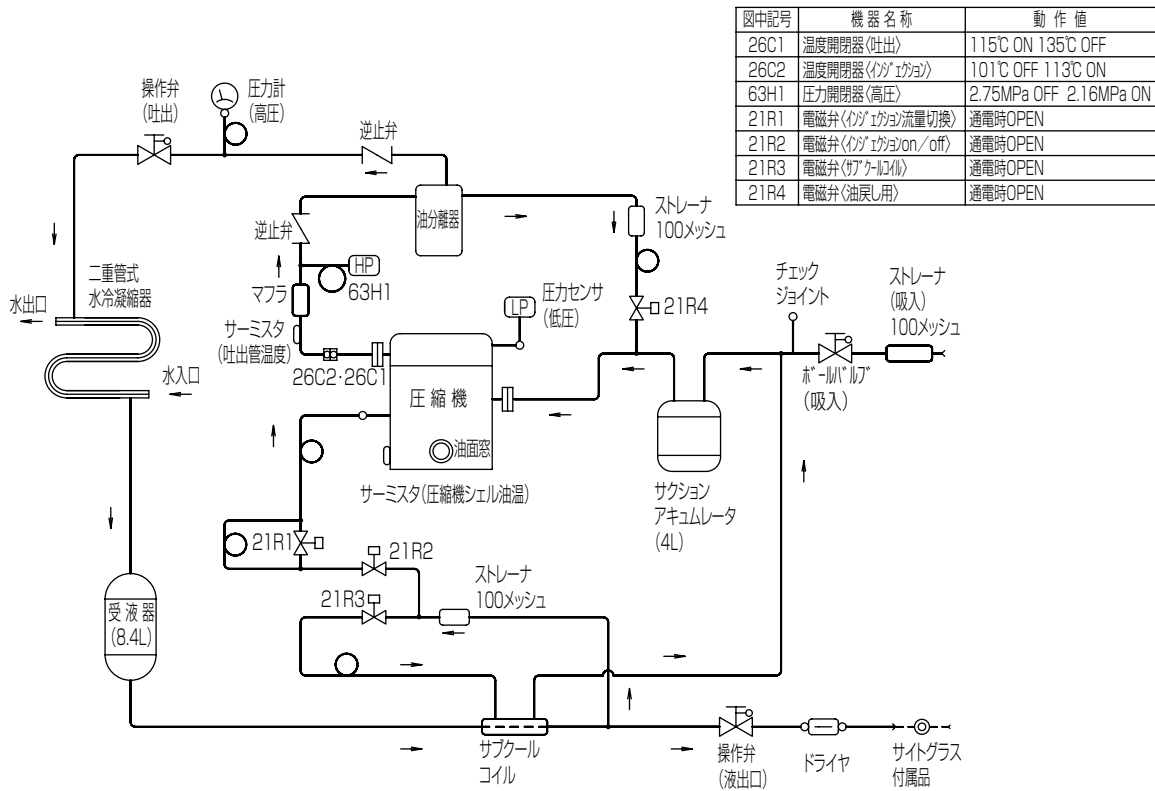 図中記号 機器名称 動作値
26C1 温度開閉器〈吐出〉 115℃ ON 135℃ OFF
26C2 温度開閉器〈インジェクション〉 101℃ OFF 113℃ ON
63H1 圧力開閉器〈高圧〉 2.75MPa OFF 2.16MPa ON
21R1 電磁弁〈インジェクション流量切換〉 通電時OPEN
21R2 電磁弁〈インジェクションon/off〉 通電時OPEN
21R3 電磁弁〈サブクールコイル〉 通電時OPEN
21R4 電磁弁〈油戻し用〉 通電時OPEN
操作弁
(吐出)
圧力計
(高圧)
逆止弁
油分離器
ストレーナ
100メッシュ
逆止弁
HP
63H1
マフラ
サーミスタ
(吐出管温度)
26C2・26C1
LP
圧力センサ
(低圧)
21R4
チェック
ジョイント
ストレーナ
(吸入)
100メッシュ
ボールバルブ
(吸入)
二重管式
水冷凝縮器
水出口
水入口
圧縮機
油面窓
サーミスタ(圧縮機シェル油温)
サクション
アキュムレータ
(4L)
21R1
21R2
21R3
ストレーナ
100メッシュ
受液器
(8.4L)
サブクール
コイル
操作弁
(液出口)
ドライヤ
サイトグラス
付属品